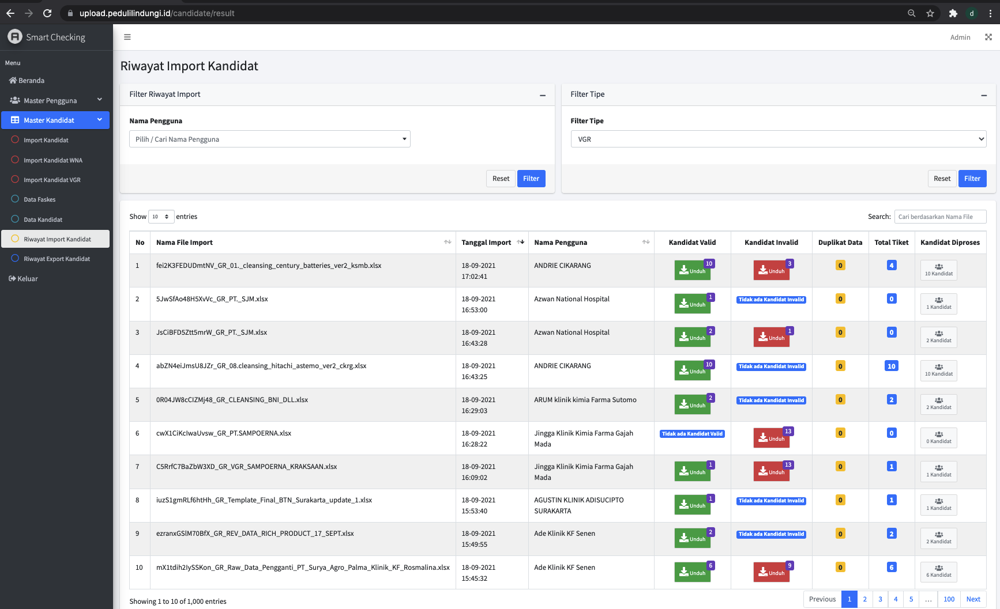 upload.pedulilindungi.id/candidate/result
d
Smart Checking
Admin
Menu
Beranda
Master Pengguna
Master Kandidat
Import Kandidat
Import Kandidat WNA
Import Kandidat VGR
Data Faskes
Data Kandidat
Riwayat Import Kandidat
Riwayat Export Kandidat
Keluar
Riwayat Import Kandidat
Filter Riwayat Import
Nama Pengguna
Pilih / Cari Nama Pengguna
Reset Filter
Filter Tipe
Filter Tipe
VGR
Reset Filter
Show 10 entries
Search: Cari berdasarkan Nama File
No Nama File Import Tanggal Import Nama Pengguna Kandidat Valid Kandidat Invalid Duplikat Data Total Tiket Kandidat Diproses
1 fei2K3FEDUDmtNV_GR_01._cleansing_century_batteries_ver2_ksmb.xlsx 18-09-2021 ANDRIE CIKARANG Unduh 10 Unduh 3 0 4
17:02:41 10 Kandidat
2 5JwSfAo48H5XvVc_GR_PT._SJM.xlsx 18-09-2021 Azwan National Hospital Unduh 1 Tidak ada Kandidat Invalid 0 0
16:53:00 1 Kandidat
3 JsCiBFD5Ztt5mrW_GR_PT._SJM.xlsx 18-09-2021 Azwan National Hospital Unduh 2 Unduh 1 0 0
16:43:28 2 Kandidat
4 abZN4eiJmsU8JZr_GR_08.cleansing_hitachi_astemo_ver2_ckrg.xlsx 18-09-2021 ANDRIE CIKARANG Unduh 10 Tidak ada Kandidat Invalid 0 10
16:43:25 10 Kandidat
5 0R04JW8cCIZMj48_GR_CLEANSING_BNI_DLL.xlsx 18-09-2021 ARUM klinik kimia Farma Sutomo Unduh 2 Tidak ada Kandidat Invalid 0 2
16:29:03 2 Kandidat
6 cwX1CiKcIwaUvsw_GR_PT.SAMPOERNA.xlsx 18-09-2021 Jingga Klinik Kimia Farma Gajah Tidak ada Kandidat Valid Unduh 13 0 0
16:28:22 Mada 0 Kandidat
7 C5RrfC7BaZbW3XD_GR_VGR_SAMPOERNA_KRAKSAAN.xlsx 18-09-2021 Jingga Klinik Kimia Farma Gajah Unduh 1 Unduh 13 0 1
16:09:02 Mada 1 Kandidat
8 iuzS1gmRLf6htHh_GR_Template_Final_BTN_Surakarta_update_1.xlsx 18-09-2021 AGUSTIN KLINIK ADISUCIPTO Unduh 1 Tidak ada Kandidat Invalid 0 1
15:53:40 SURAKARTA 1 Kandidat
9 ezranxGSlM70BfX_GR_REV_DATA_RICH_PRODUCT_17_SEPT.xlsx 18-09-2021 Ade Klinik KF Senen Unduh 2 Tidak ada Kandidat Invalid 0 2
15:49:55 2 Kandidat
10 mX1tdih2IySSKon_GR_Raw_Data_Pengganti_PT_Surya_Agro_Palma_Klinik_KF_Rosmalina.xlsx 18-09-2021 Ade Klinik KF Senen Unduh 6 Unduh 9 0 6
15:45:32 6 Kandidat
Showing 1 to 10 of 1,000 entries
Previous 1 2 3 4 5 ... 100 Next